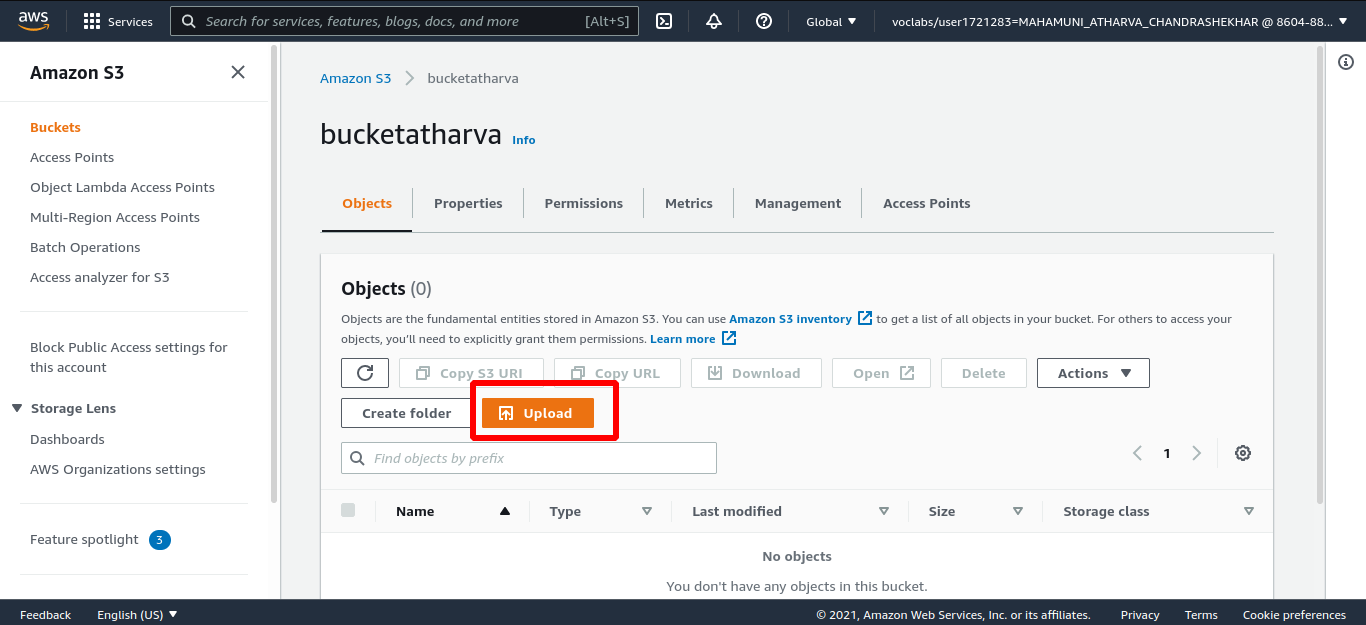 aws
Services
Search for services, features, blogs, docs, and more [Alt+S]
Global
voclabs/user1721283=MAHAMUNI_ATHARVA_CHANDRASHEKHAR @ 8604-88...
Amazon S3
Buckets
Access Points
Object Lambda Access Points
Multi-Region Access Points
Batch Operations
Access analyzer for S3
Block Public Access settings for
this account
Storage Lens
Dashboards
AWS Organizations settings
Feature spotlight 3
Amazon S3 bucketatharva
bucketatharva Info
Objects Properties Permissions Metrics Management Access Points
Objects (0)
Objects are the fundamental entities stored in Amazon S3. You can use Amazon S3 inventory to get a list of all objects in your bucket. For others to access your
objects, you'll need to explicitly grant them permissions. Learn more
Copy S3 URI Copy URL Download Open Delete Actions
Create folder Upload
Find objects by prefix
1
Name Type Last modified Size Storage class
No objects
You don't have any objects in this bucket.
Feedback English (US) © 2021, Amazon Web Services, Inc. or its affiliates. Privacy Terms Cookie preferences